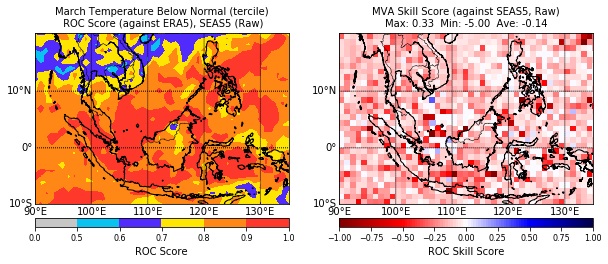 March Temperature Below Normal (tercile)
ROC Score (against ERA5), SEAS5 (Raw)
10°N
0°
10°S
90°E 100°E 110°E 120°E 130°E
0.0 0.5 0.6 0.7 0.8 0.9 1.0
ROC Score
MVA Skill Score (against SEAS5, Raw)
Max: 0.33 Min: -5.00 Ave: -0.14
10°N
0°
10°S
90°E 100°E 110°E 120°E 130°E
−1.00 −0.75 −0.50 −0.25 0.00 0.25 0.50 0.75 1.00
ROC Skill Score